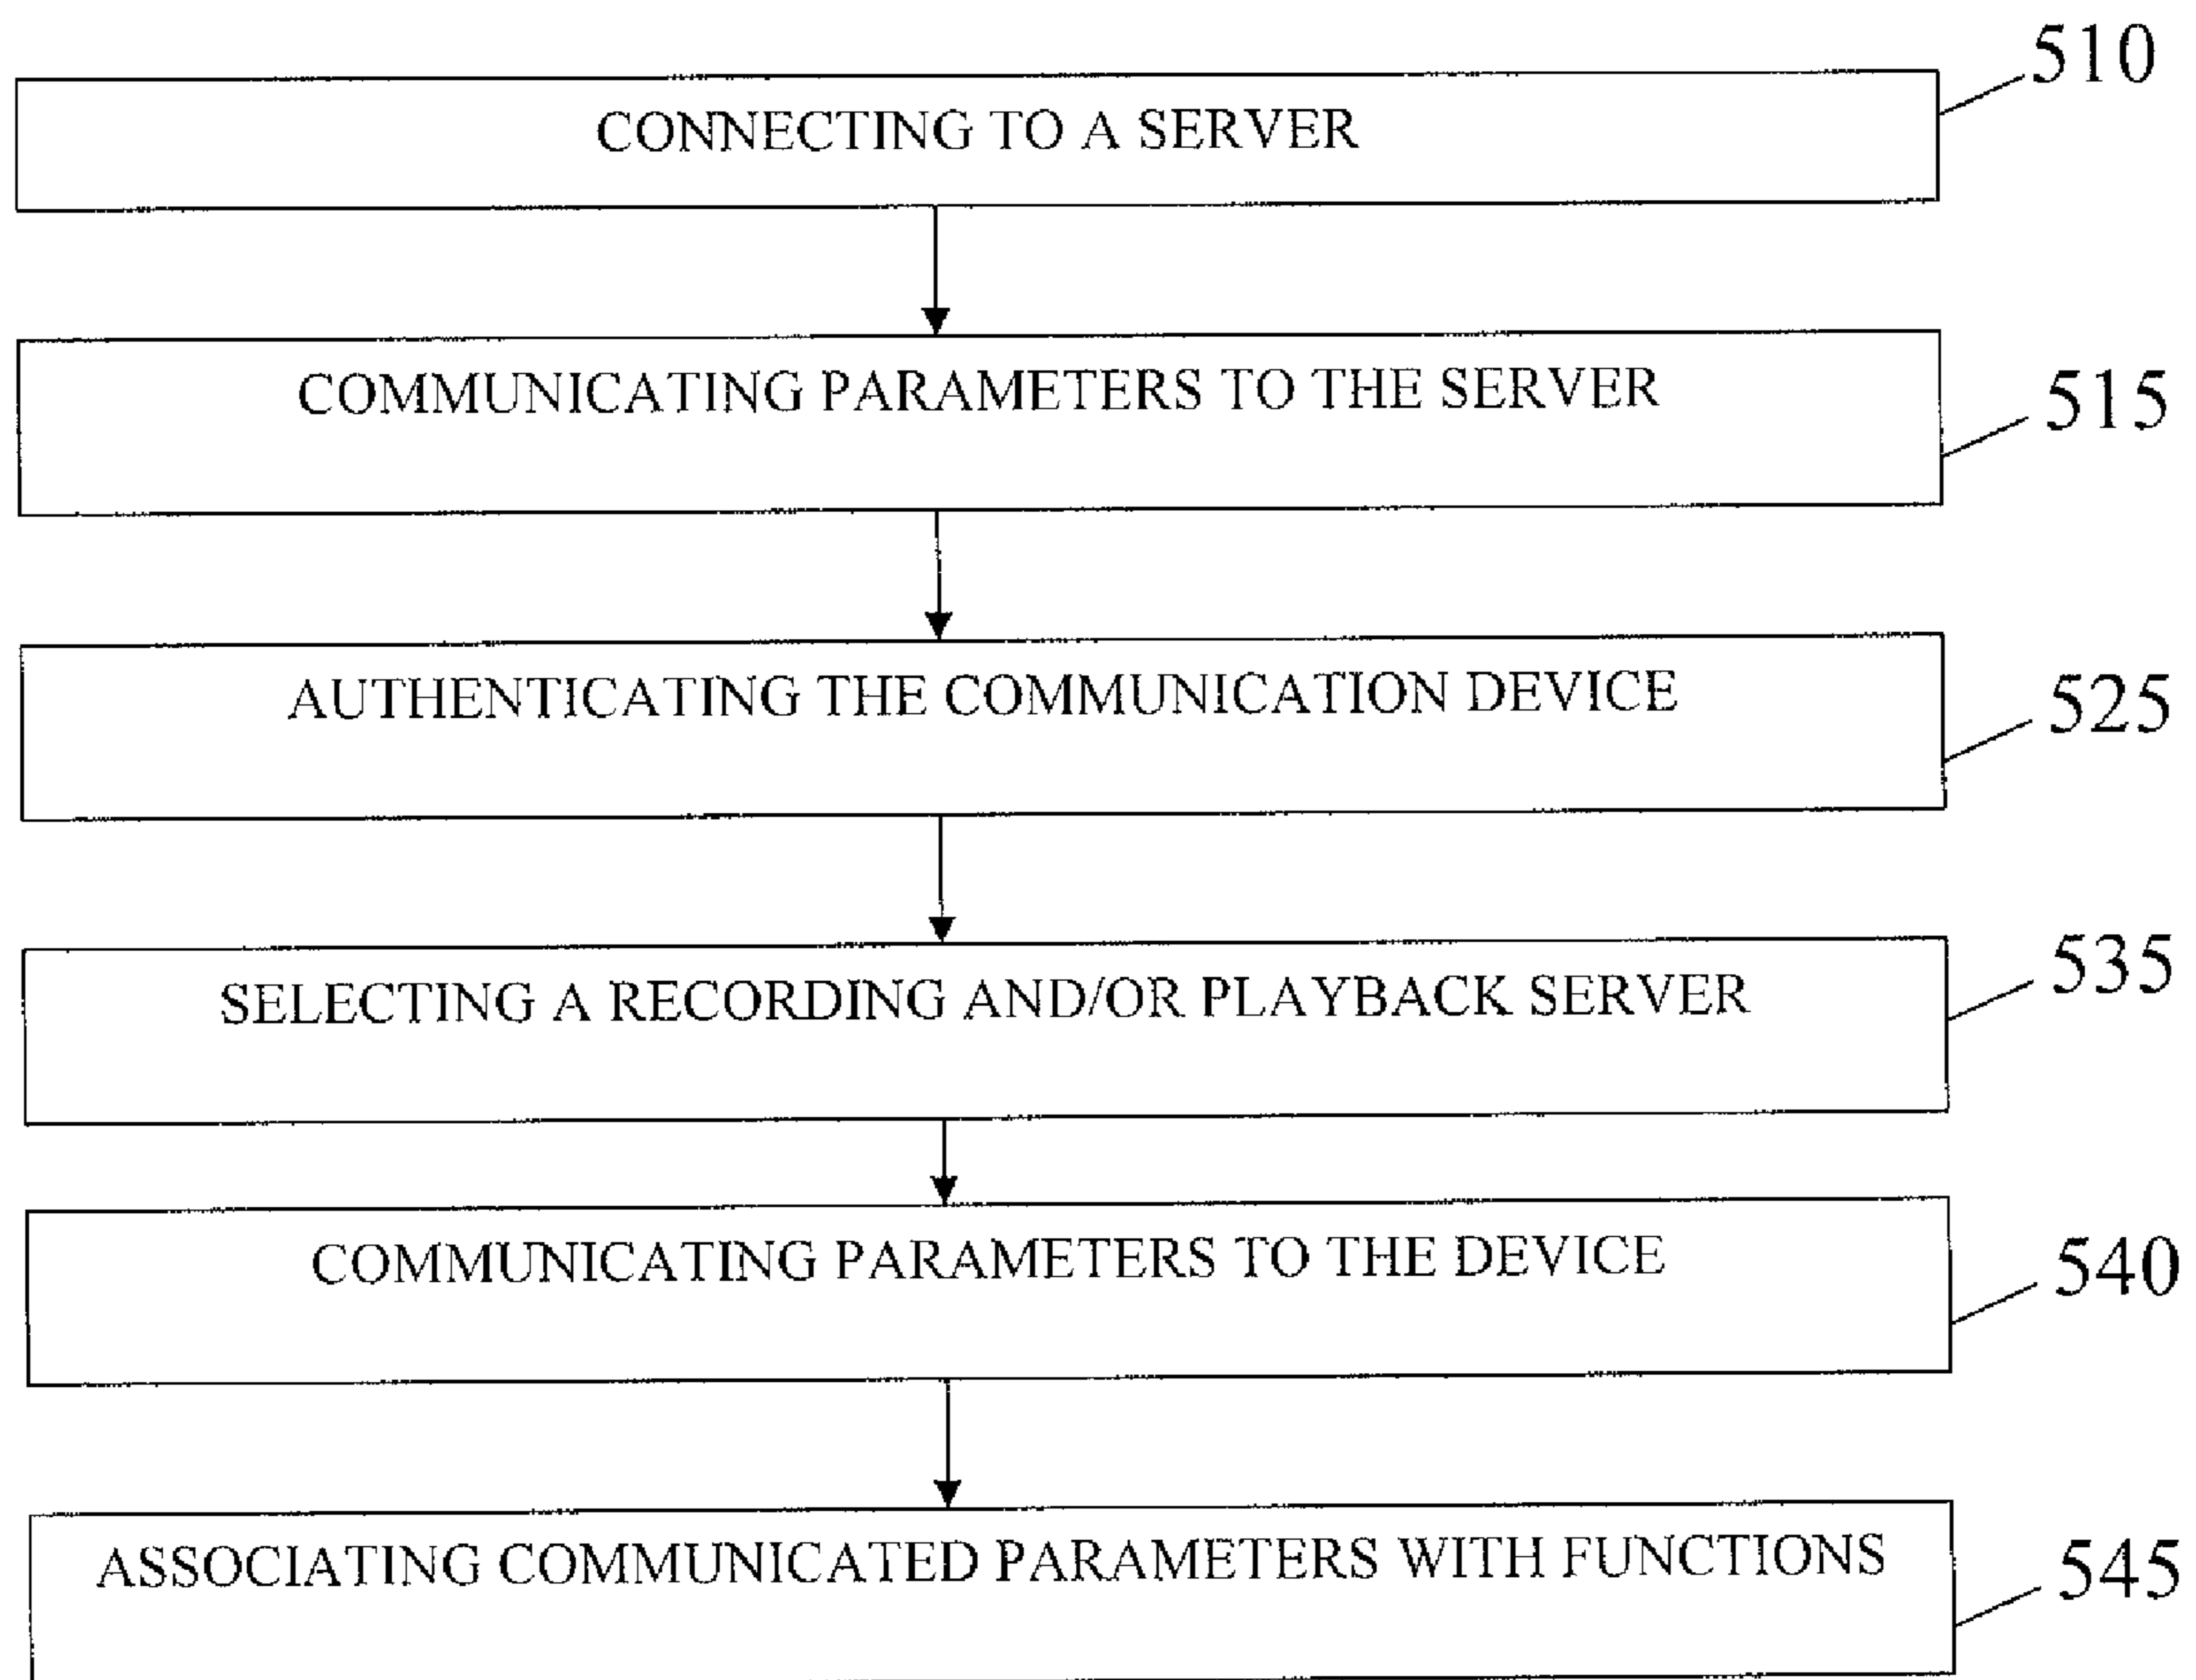 510
CONNECTING TO A SERVER
COMMUNICATING PARAMETERS TO THE SERVER
515
AUTHENTICATING THE COMMUNICATION DEVICE
525
SELECTING A RECORDING AND/OR PLAYBACK SERVER
535
COMMUNICATING PARAMETERS TO THE DEVICE
540
ASSOCIATING COMMUNICATED PARAMETERS WITH FUNCTIONS
545